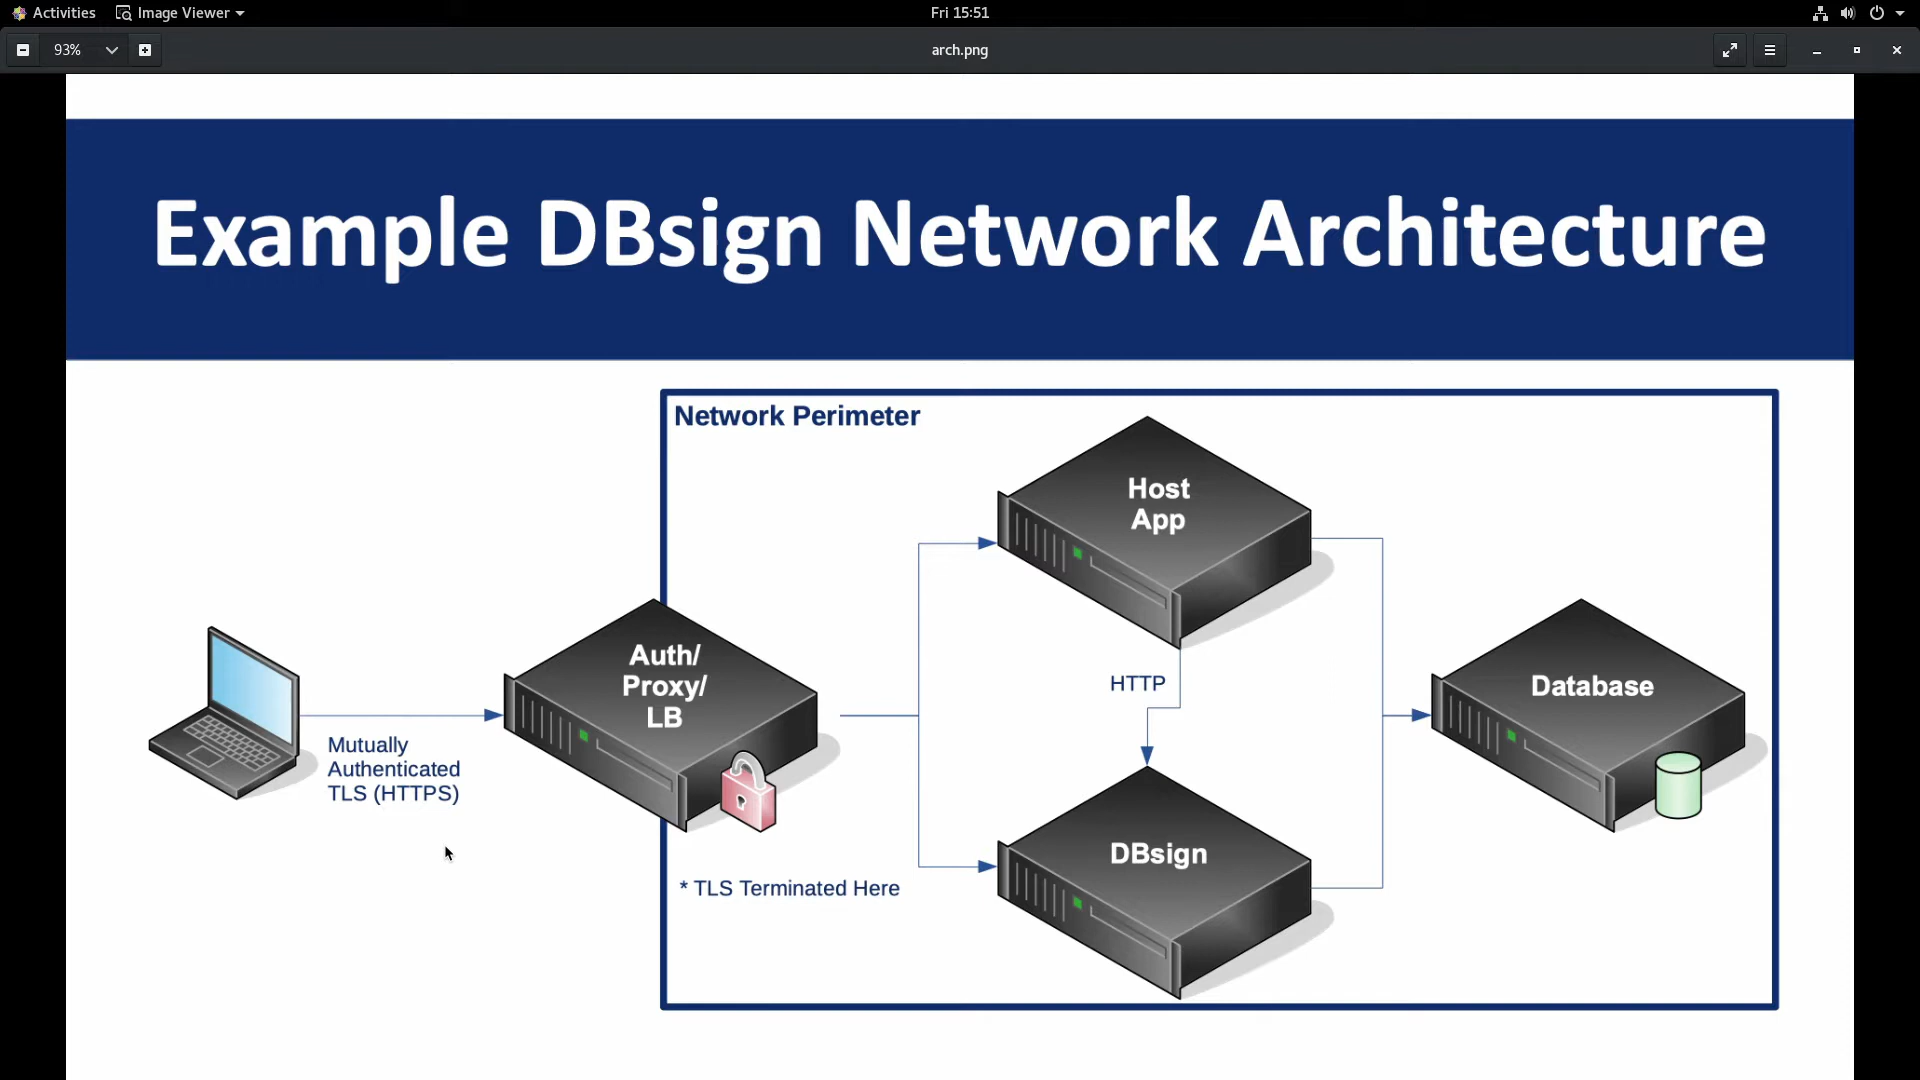 Activities
Image Viewer
Fri 15:51
93%
arch.png
Example DBsign Network Architecture
Network Perimeter
Host
App
Auth/
Proxy/
LB
HTTP
Database
Mutually
Authenticated
TLS (HTTPS)
DBsign
* TLS Terminated Here